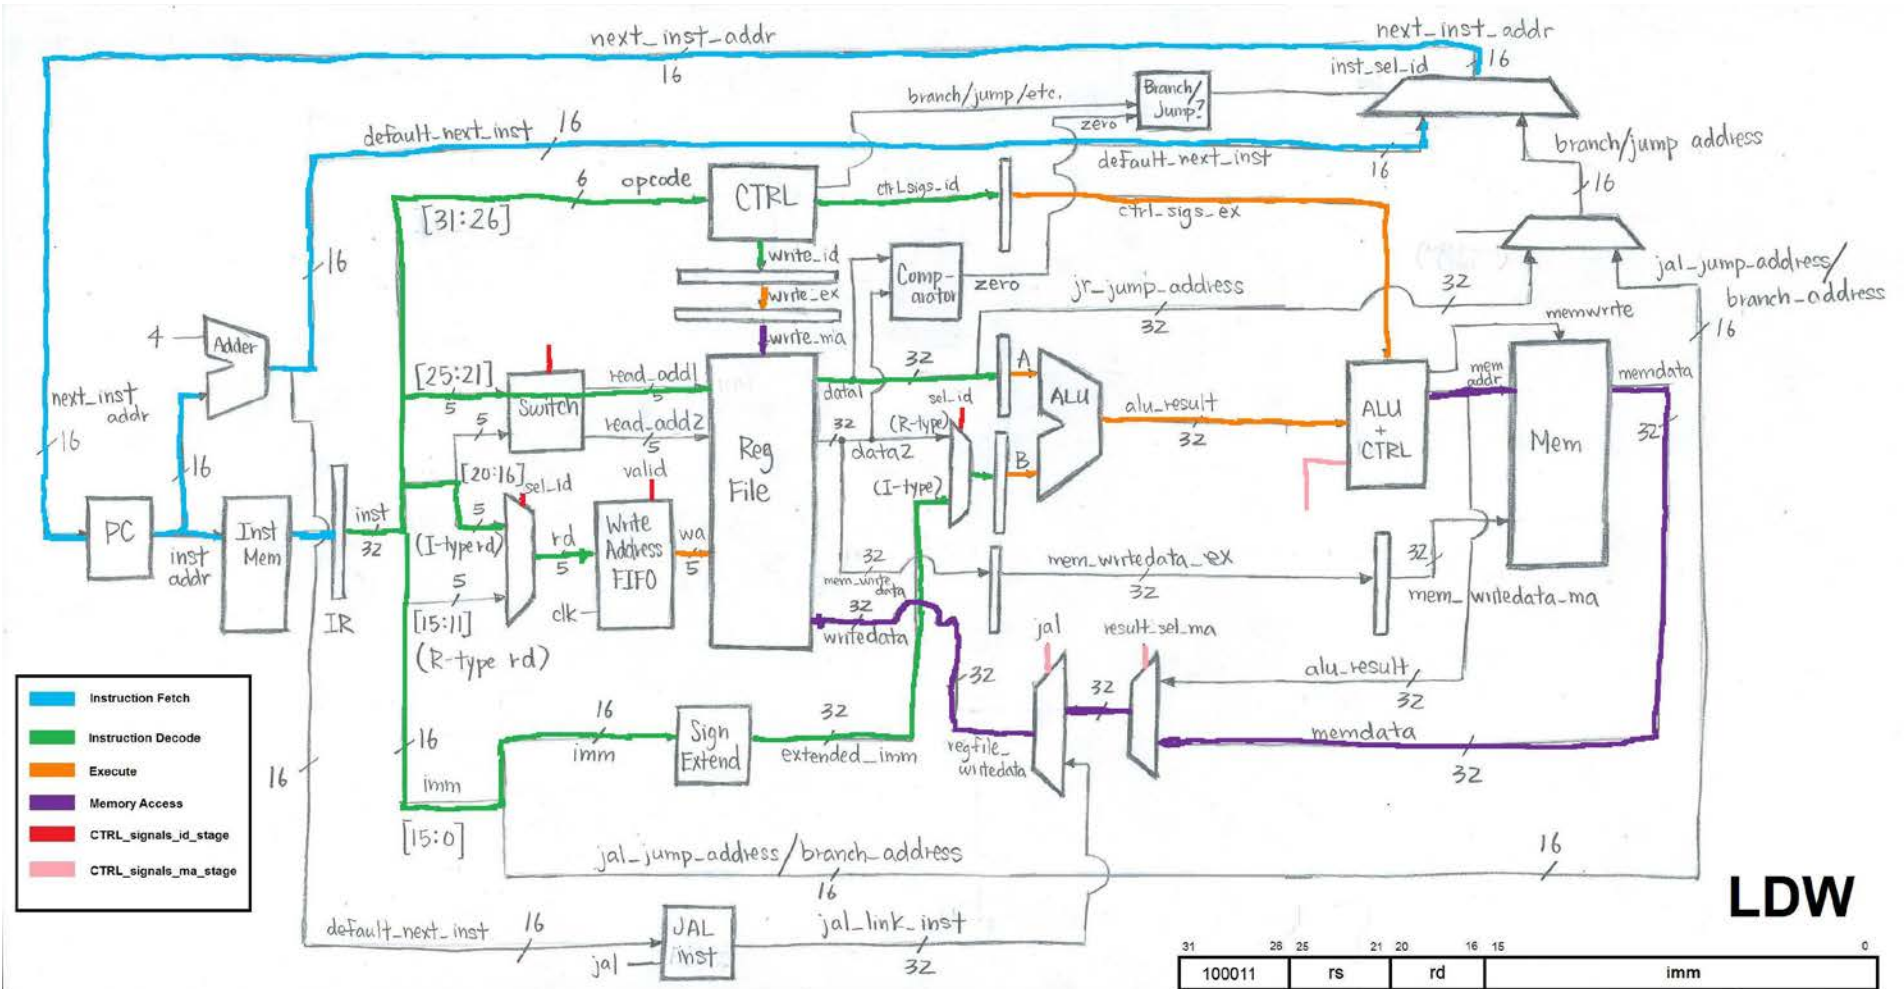 next_inst_addr
16
next_inst_addr
16
inst_sel_id
branch/jump/etc.
Branch/
Jump?
zero
default_next_inst
16
default_next_inst
16
branch/jump address
16
6
opcode
[31:26]
CTRL
ctrlsigs_id
ctrl_sigs_ex
write_id
write_ex
write_ma
Comp-
arator
zero
jr_jump_address
32
32
jal_jump_address/
branch_address
16
16
4
Adder
next_inst
addr
16
16
[25:21]
5
Switch
read_add1
5
5
read_add2
5
[20:16]
sel_id
valid
5
(I-type rd)
5
[15:11]
(R-type rd)
rd
5
Write
Address
FIFO
clk
wa
5
Reg
File
32
data1
32
data2
sel_id
(R-type)
(I-type)
A
B
ALU
alu_result
32
ALU
+
CTRL
memwrite
mem
addr
Mem
memdata
32
PC
inst
addr
Inst
Mem
IR
inst
32
32
mem_write
data
mem_writedata_ex
32
32
mem_writedata_ma
32
writedata
32
jal
result_sel_ma
32
alu_result
32
regfile_
writedata
memdata
32
16
imm
[15:0]
16
imm
Sign
Extend
32
extended_imm
16
jal_jump_address/branch_address
16
16
default_next_inst
16
jal
JAL
inst
jal_link_inst
32
Instruction Fetch
Instruction Decode
Execute
Memory Access
CTRL_signals_id_stage
CTRL_signals_ma_stage
LDW
31 26 25 21 20 16 15 0
100011 rs rd imm